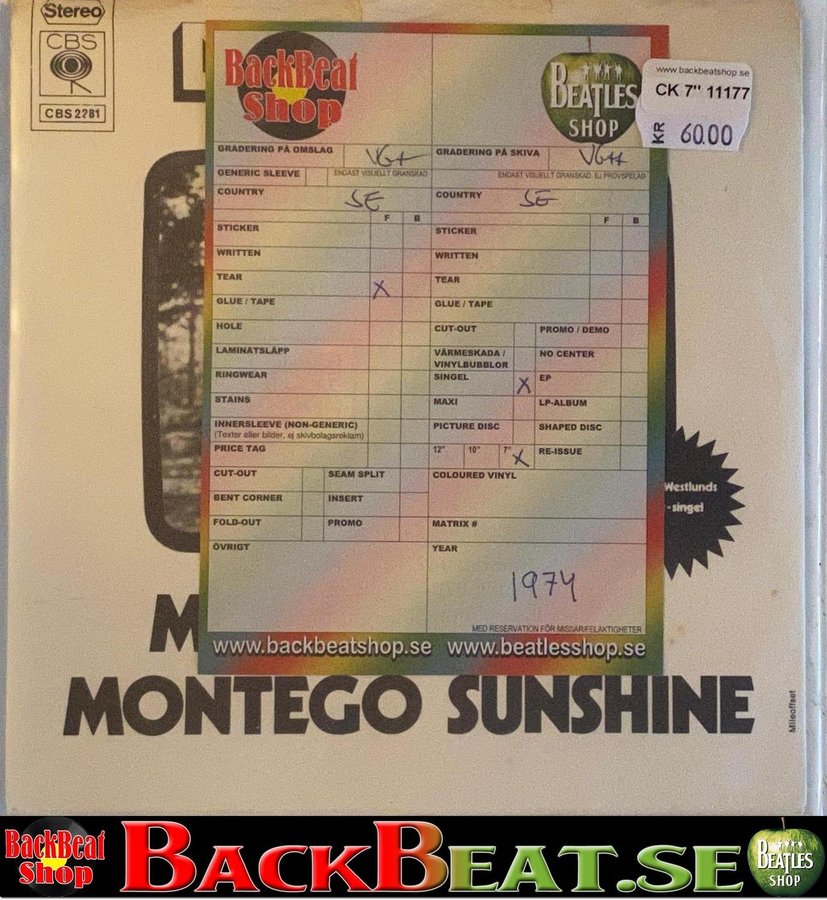 Stereo
CBS
CBS 2281
BackBeat
Shop
BEATLES
SHOP
www.backbeatshop.se
CK 7" 11177
KR 60.00
GRADERING PÅ OMSLAG VG+
GRADERING PÅ SKIVA VG++
GENERIC SLEEVE ENDAST VISUELLT GRANSKAD
ENDAST VISUELLT GRANSKAD, EJ PROVSPELAD
COUNTRY SE
COUNTRY SE
F B
F B
STICKER
STICKER
WRITTEN
WRITTEN
TEAR X
TEAR
GLUE / TAPE
GLUE / TAPE
HOLE
CUT-OUT PROMO / DEMO
LAMINATSLÄPP
VÄRMESKADA / NO CENTER
VINYLBUBBLOR
RINGWEAR
SINGEL X EP
STAINS
MAXI LP-ALBUM
INNERSLEEVE (NON-GENERIC)
(Texter eller bilder, ej skivbolagsreklam)
PICTURE DISC SHAPED DISC
PRICE TAG
12" 10" 7" X RE-ISSUE
CUT-OUT SEAM SPLIT
COLOURED VINYL
BENT CORNER INSERT
FOLD-OUT PROMO
MATRIX #
ÖVRIGT
YEAR
1974
MED RESERVATION FÖR MISSAR/FELAKTIGHETER
www.backbeatshop.se www.beatlesshop.se
Westlunds
-singel
M
MONTEGO SUNSHINE
Mileoffset
BackBeat
Shop
BACKBEAT.SE
BEATLES
SHOP